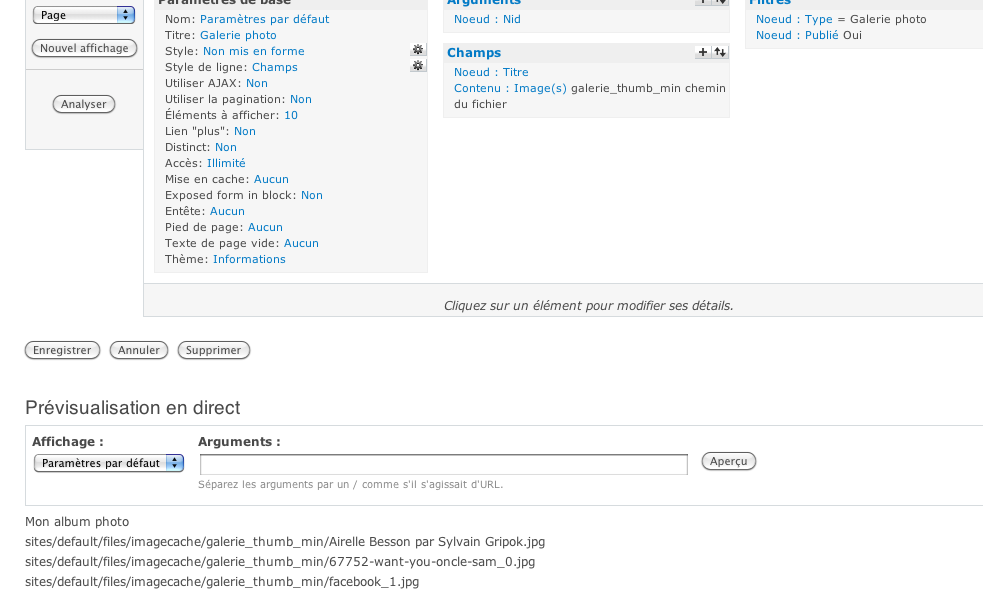 Page
Nouvel affichage
Analyser
Paramètres de base
Nom: Paramètres par défaut
Titre: Galerie photo
Style: Non mis en forme
Style de ligne: Champs
Utiliser AJAX: Non
Utiliser la pagination: Non
Éléments à afficher: 10
Lien "plus": Non
Distinct: Non
Accès: Illimité
Mise en cache: Aucun
Exposed form in block: Non
Entête: Aucun
Pied de page: Aucun
Texte de page vide: Aucun
Thème: Informations
Arguments
Noeud : Nid
Champs
Noeud : Titre
Contenu : Image(s) galerie_thumb_min chemin
du fichier
Filtres
Noeud : Type = Galerie photo
Noeud : Publié Oui
Cliquez sur un élément pour modifier ses détails.
Enregistrer Annuler Supprimer
Prévisualisation en direct
Affichage : Arguments :
Paramètres par défaut Aperçu
Séparez les arguments par un / comme s'il s'agissait d'URL.
Mon album photo
sites/default/files/imagecache/galerie_thumb_min/Airelle Besson par Sylvain Gripok.jpg
sites/default/files/imagecache/galerie_thumb_min/67752-want-you-oncle-sam_0.jpg
sites/default/files/imagecache/galerie_thumb_min/facebook_1.jpg